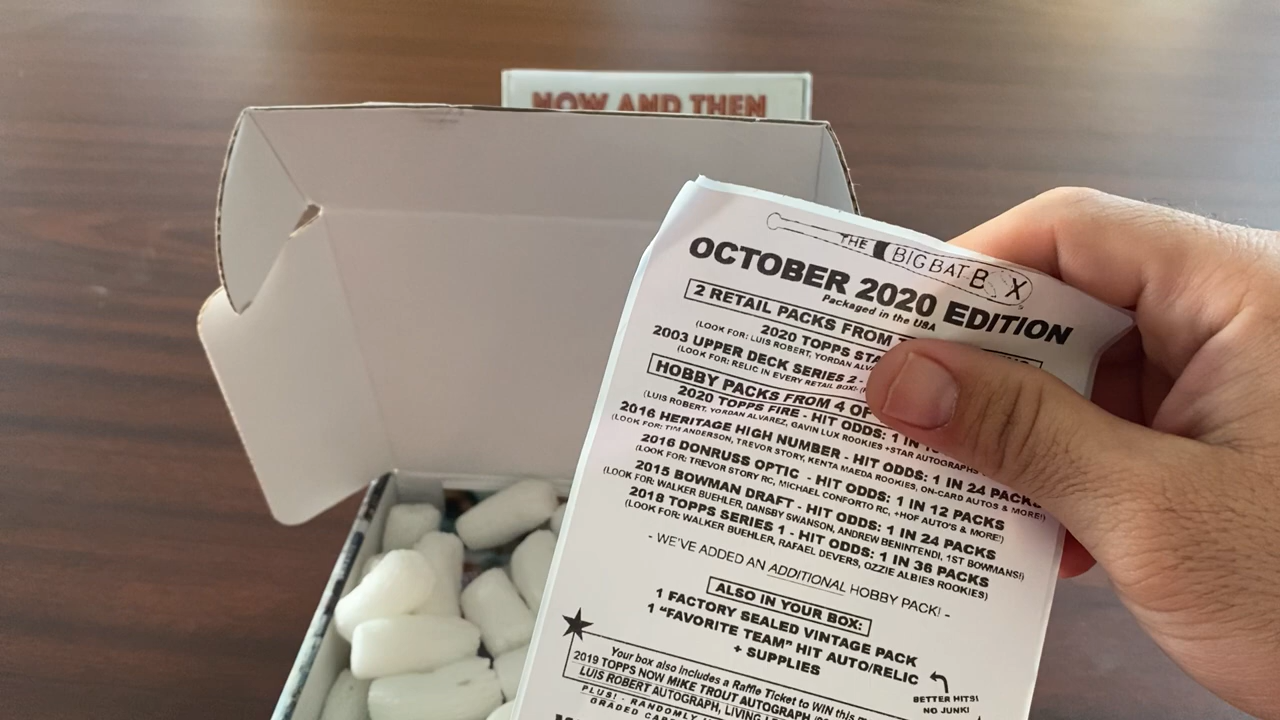 NOW AND THEN
THE BIG BAT BOX
OCTOBER 2020 EDITION
Packaged in the USA
2 RETAIL PACKS FROM
2020 TOPPS
(LOOK FOR: LUIS ROBERT, YORDAN
2003 UPPER DECK SERIES 2 -
(LOOK FOR: RELIC IN EVERY RETAIL BOX!
HOBBY PACKS FROM 4 OF
2020 TOPPS FIRE - HIT ODDS: 1 IN
(LUIS ROBERT, YORDAN ALVAREZ, GAVIN LUX ROOKIES +STAR AUTOGRAPHS
2016 HERITAGE HIGH NUMBER - HIT ODDS: 1 IN 24 PACKS
(LOOK FOR: TIM ANDERSON, TREVOR STORY, KENTA MAEDA ROOKIES, ON-CARD AUTOS & MORE!)
2016 DONRUSS OPTIC - HIT ODDS: 1 IN 12 PACKS
(LOOK FOR: TREVOR STORY RC, MICHAEL CONFORTO RC, +HOF AUTO'S & MORE!)
2015 BOWMAN DRAFT - HIT ODDS: 1 IN 24 PACKS
(LOOK FOR: WALKER BUEHLER, DANSBY SWANSON, ANDREW BENINTENDI, 1ST BOWMANS!)
2018 TOPPS SERIES 1 - HIT ODDS: 1 IN 36 PACKS
(LOOK FOR: WALKER BUEHLER, RAFAEL DEVERS, OZZIE ALBIES ROOKIES)
- WE'VE ADDED AN ADDITIONAL HOBBY PACK! -
ALSO IN YOUR BOX:
1 FACTORY SEALED VINTAGE PACK
1 "FAVORITE TEAM" HIT AUTO/RELIC
+ SUPPLIES
BETTER HITS!
NO JUNK!
Your box also includes a Raffle Ticket to WIN this
2019 TOPPS NOW MIKE TROUT AUTOGRAPH
LUIS ROBERT AUTOGRAPH, LIVING
PLUS! - RANDOMLY
GRADED